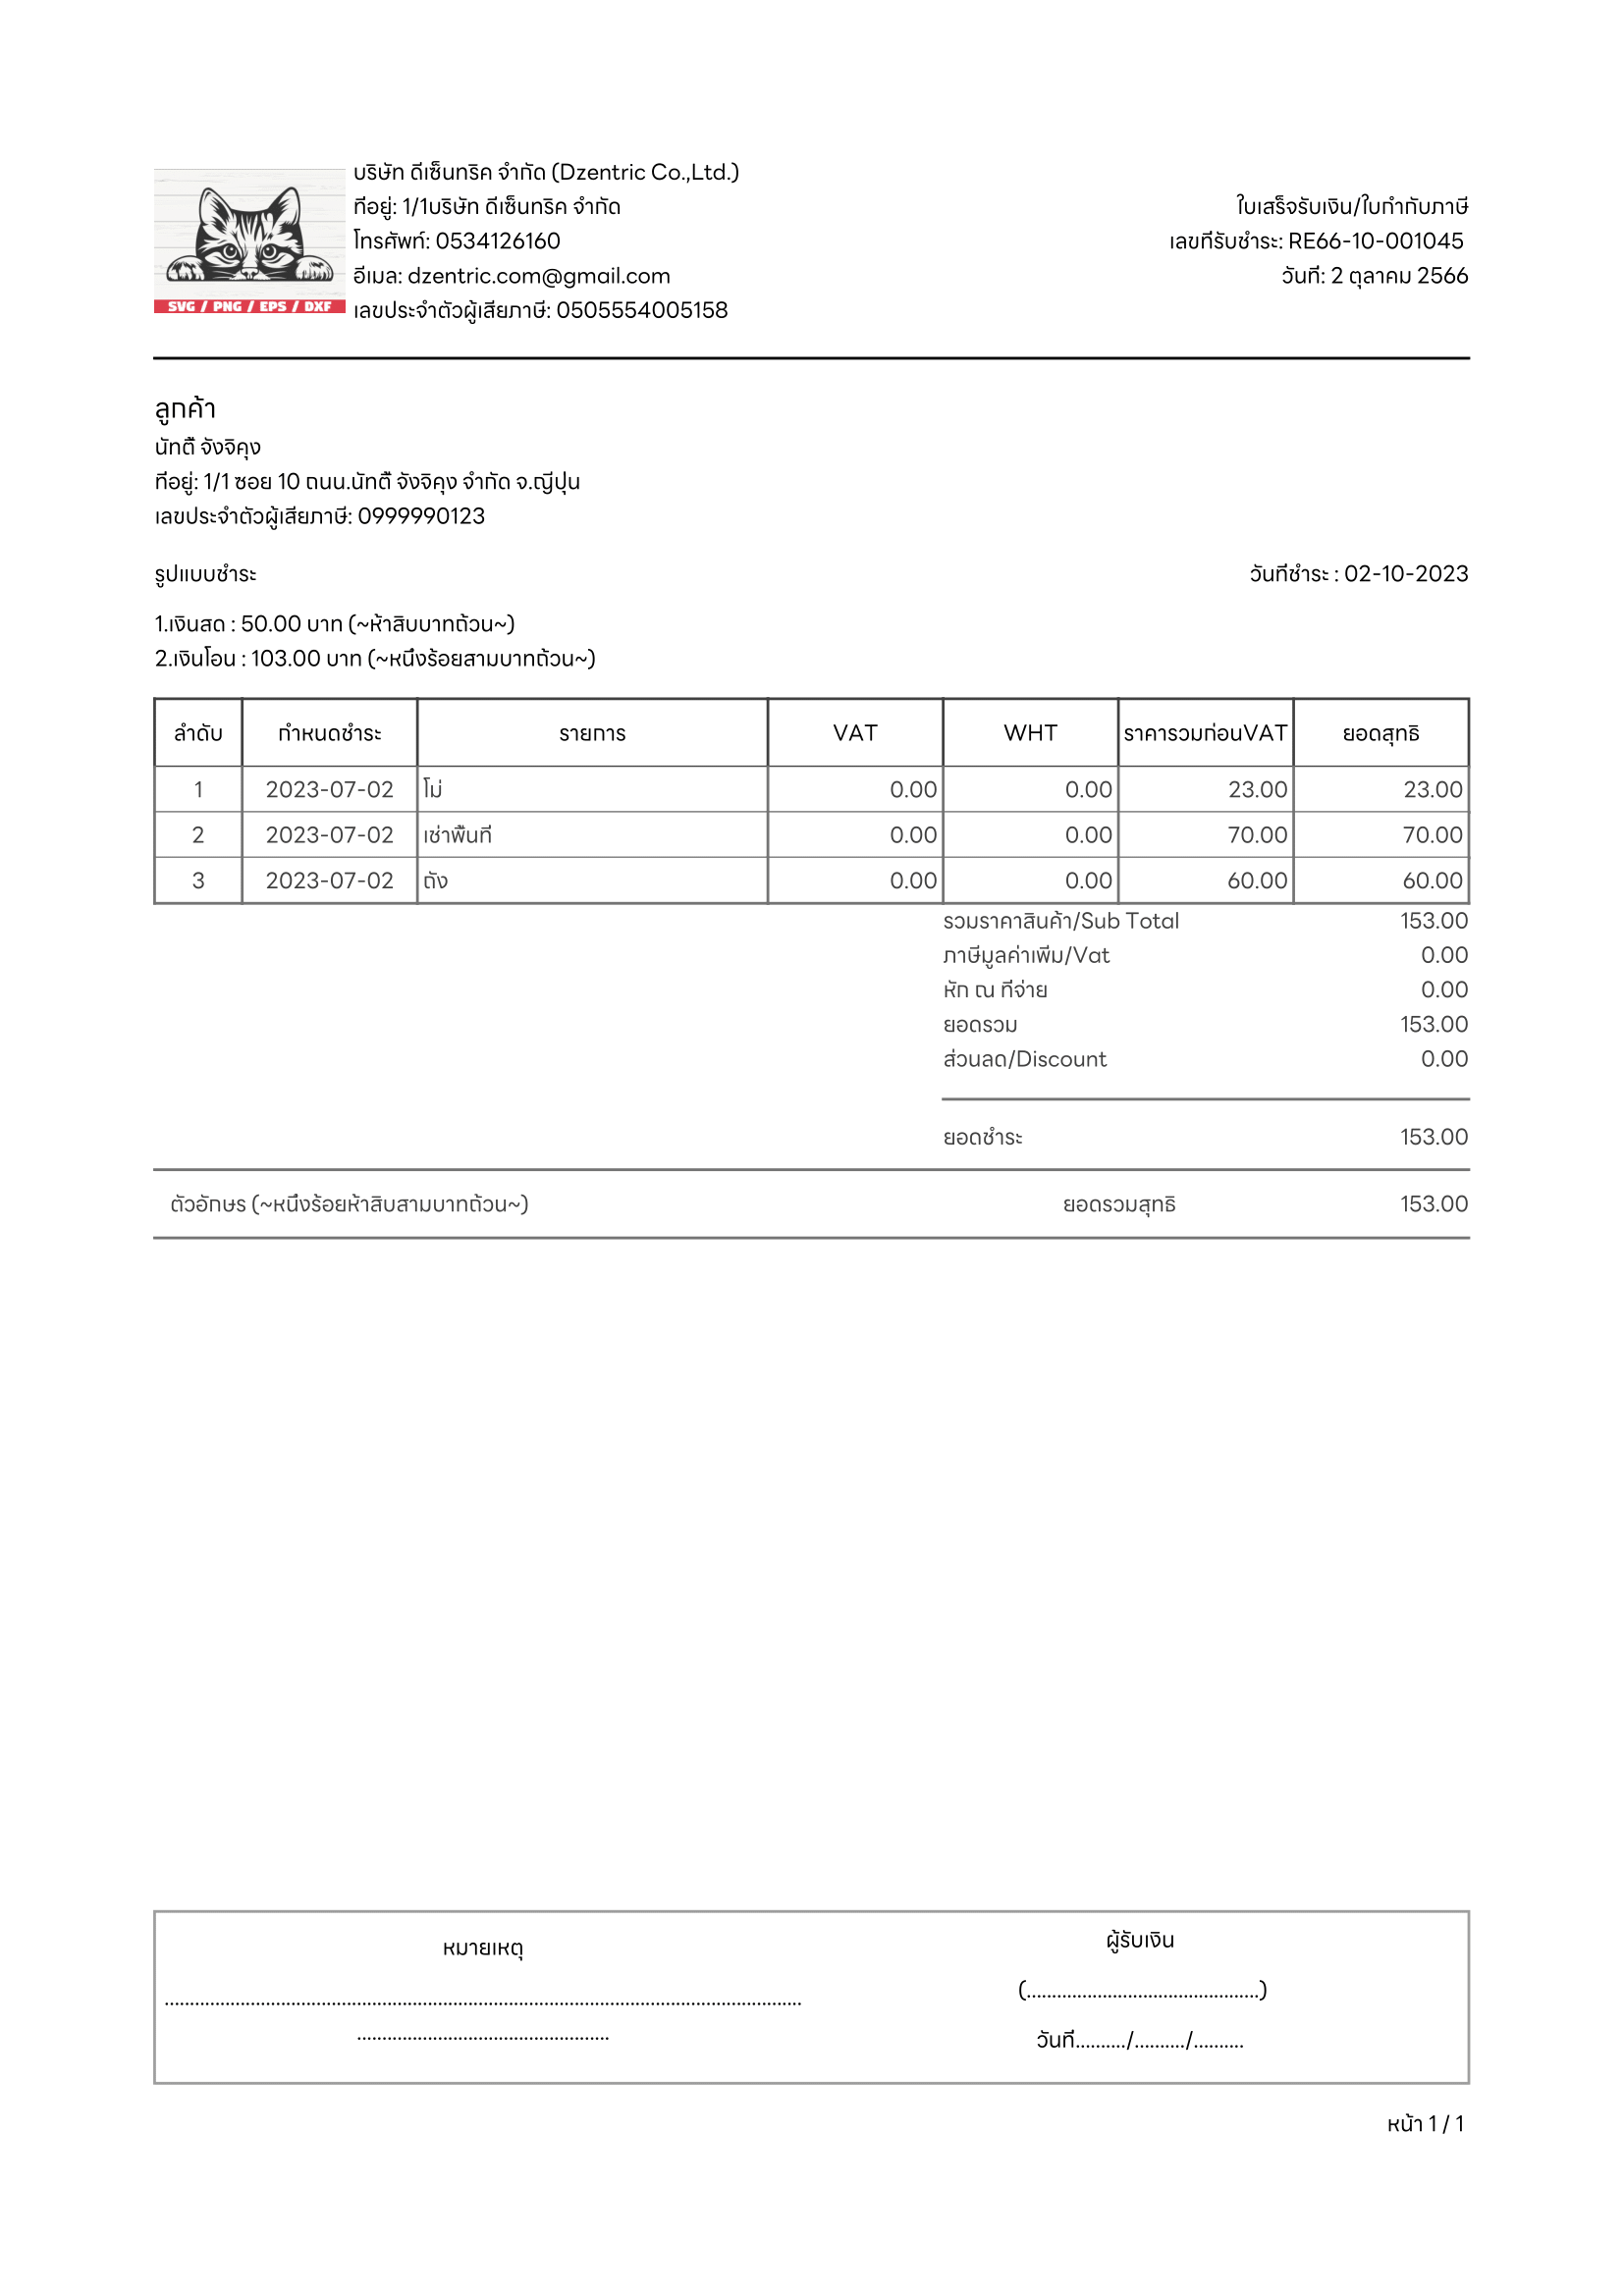 บริษัท ดีเซ็นทริค จำกัด (Dzentric Co.,Ltd.)
ที่อยู่: 1/1บริษัท ดีเซ็นทริค จำกัด
โทรศัพท์: 0534126160
อีเมล: dzentric.com@gmail.com
เลขประจำตัวผู้เสียภาษี: 0505554005158
SVG / PNG / EPS / DXF
ใบเสร็จรับเงิน/ใบกำกับภาษี
เลขที่รับชำระ: RE66-10-001045
วันที่: 2 ตุลาคม 2566
ลูกค้า
นัทตี้ จังจิคุง
ที่อยู่: 1/1 ซอย 10 ถนน.นัทตี้ จังจิคุง จำกัด จ.ญี่ปุ่น
เลขประจำตัวผู้เสียภาษี: 0999990123
รูปแบบชำระ วันที่ชำระ : 02-10-2023
1.เงินสด : 50.00 บาท (~ห้าสิบบาทถ้วน~)
2.เงินโอน : 103.00 บาท (~หนึ่งร้อยสามบาทถ้วน~)
ลำดับ กำหนดชำระ รายการ VAT WHT ราคารวมก่อนVAT ยอดสุทธิ
1 2023-07-02 โม่ 0.00 0.00 23.00 23.00
2 2023-07-02 เช่าพื้นที่ 0.00 0.00 70.00 70.00
3 2023-07-02 ถัง 0.00 0.00 60.00 60.00
รวมราคาสินค้า/Sub Total 153.00
ภาษีมูลค่าเพิ่ม/Vat 0.00
หัก ณ ที่จ่าย 0.00
ยอดรวม 153.00
ส่วนลด/Discount 0.00
ยอดชำระ 153.00
ตัวอักษร (~หนึ่งร้อยห้าสิบสามบาทถ้วน~) ยอดรวมสุทธิ 153.00
หมายเหตุ
..............................................................................................................................
..................................................
ผู้รับเงิน
(..............................................)
วันที่........../........../..........
หน้า 1 / 1